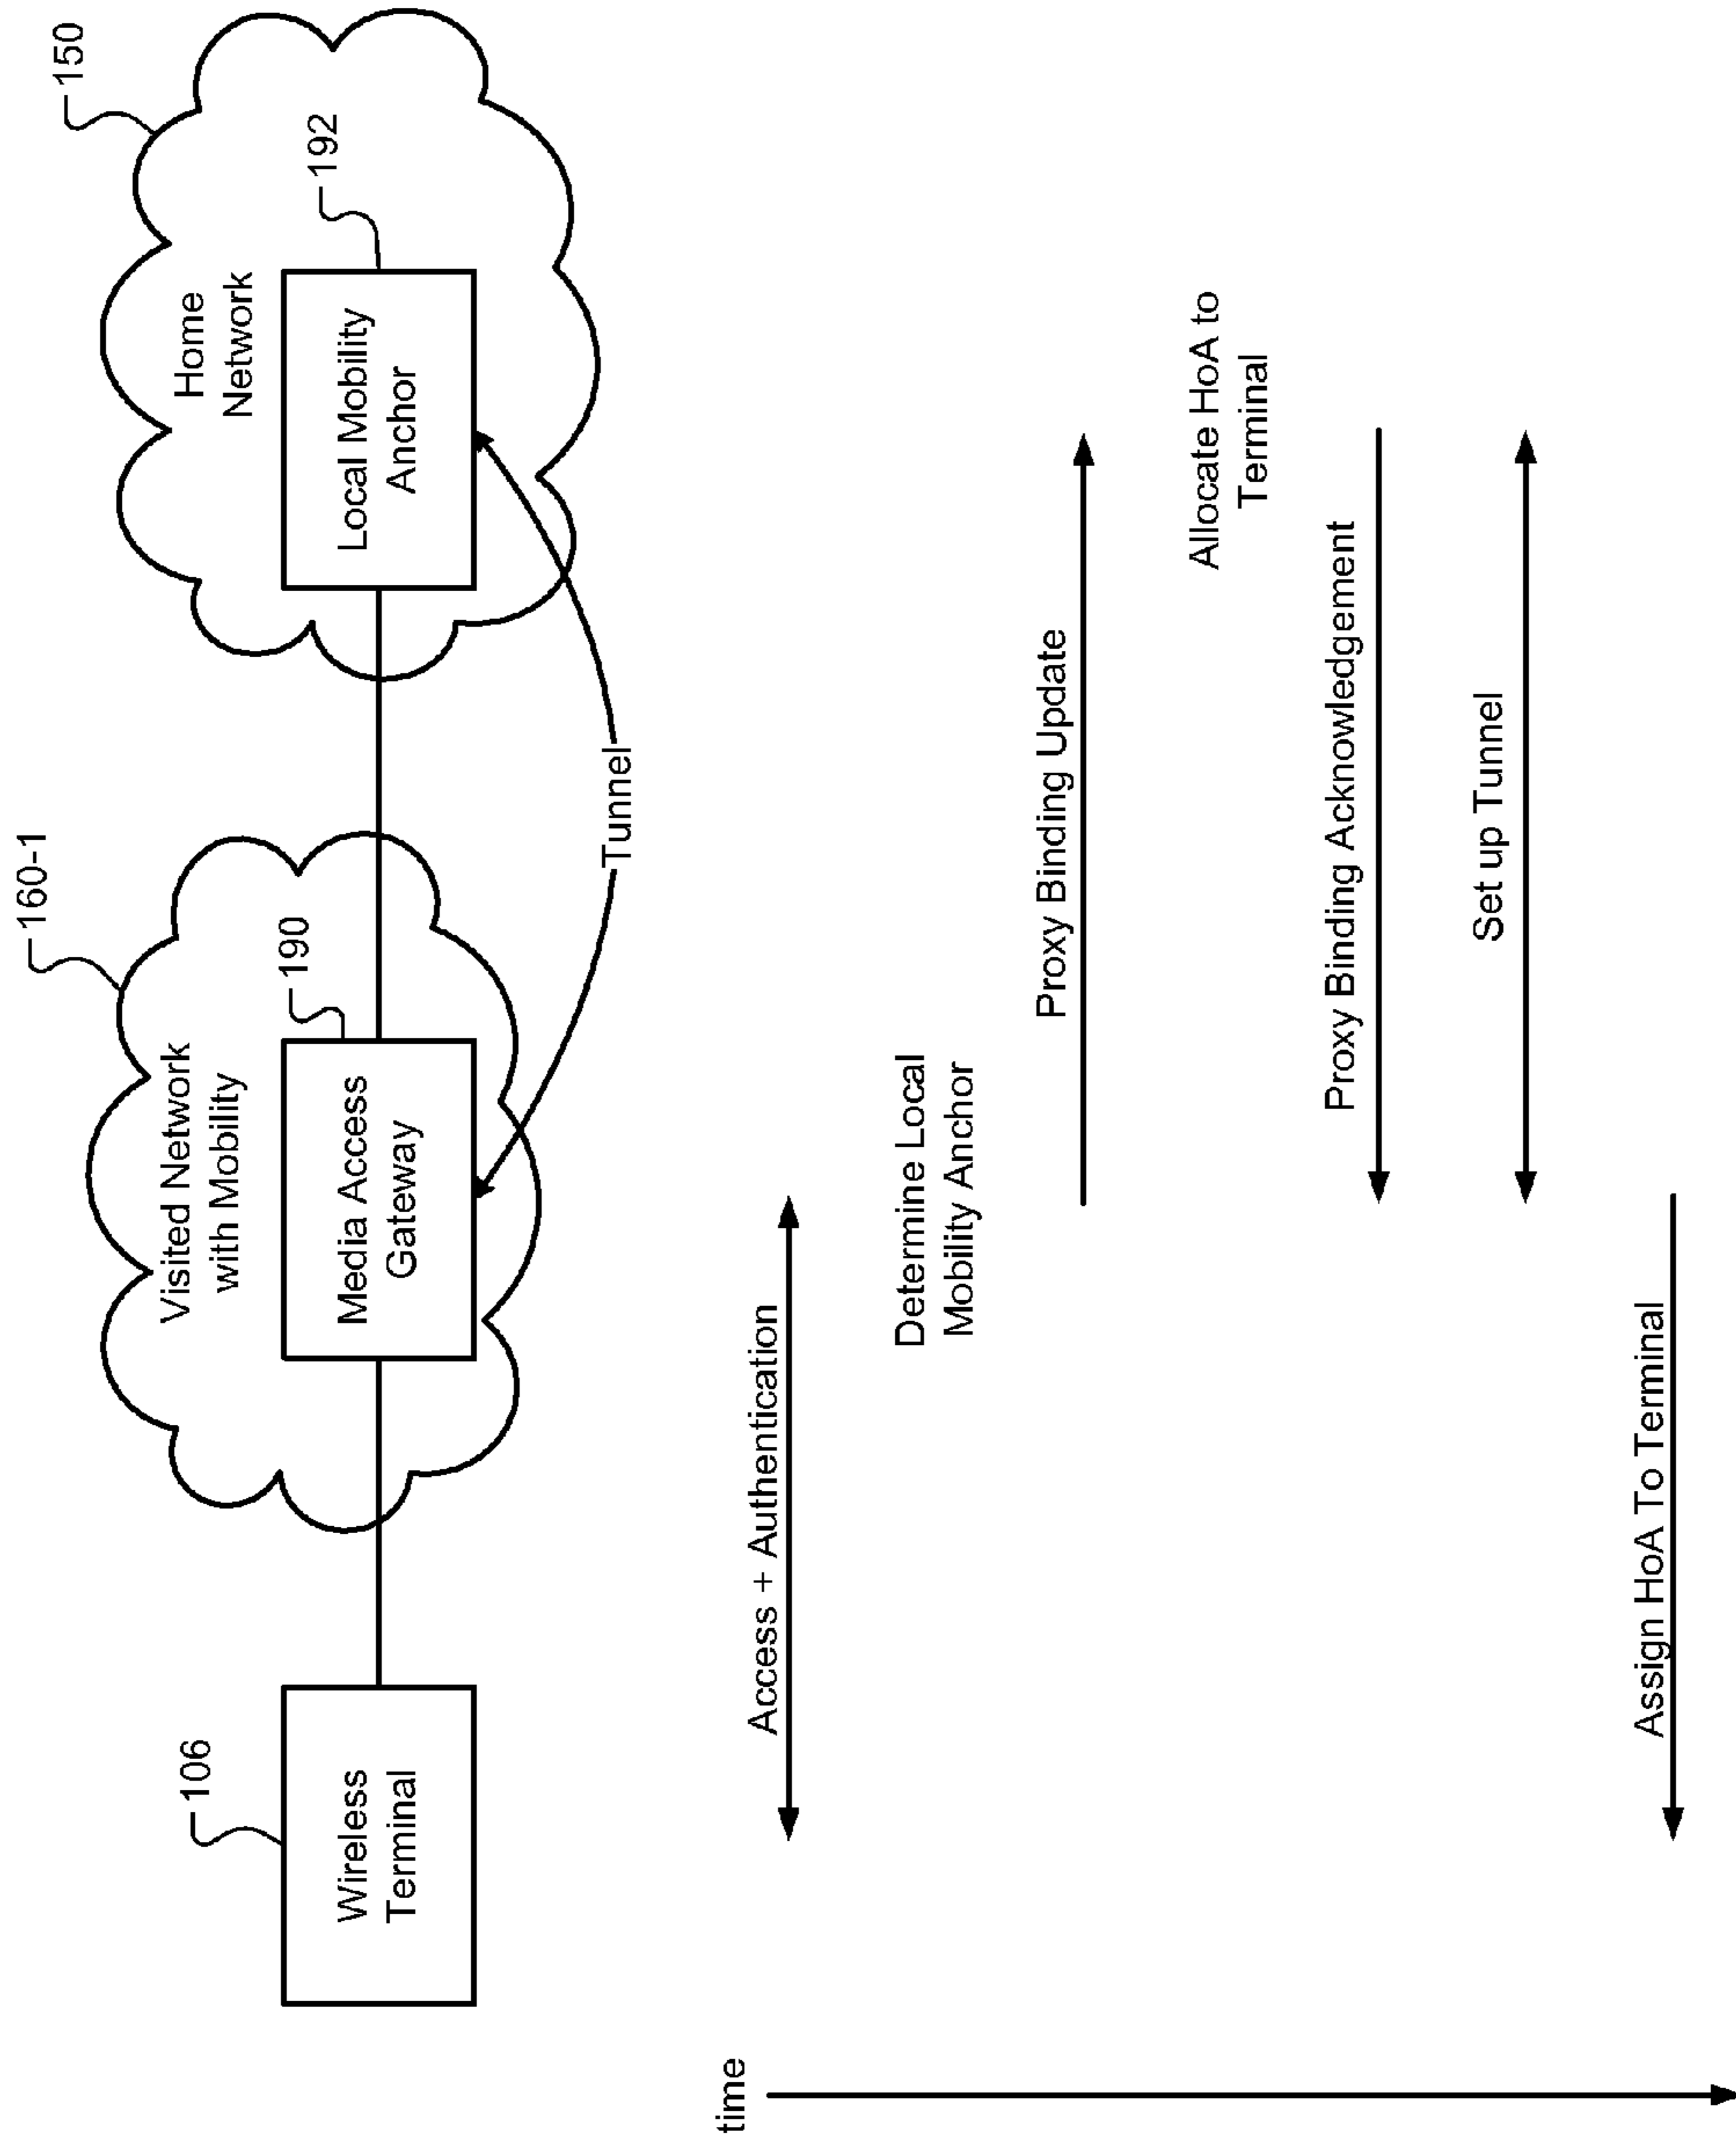 150
160-1
Home
Network
192
Visited Network
with Mobility
190
106
Wireless
Terminal
Media Access
Gateway
Local Mobility
Anchor
Tunnel
time
Access + Authentication
Determine Local
Mobility Anchor
Proxy Binding Update
Allocate HoA to
Terminal
Proxy Binding Acknowledgement
Set up Tunnel
Assign HoA To Terminal